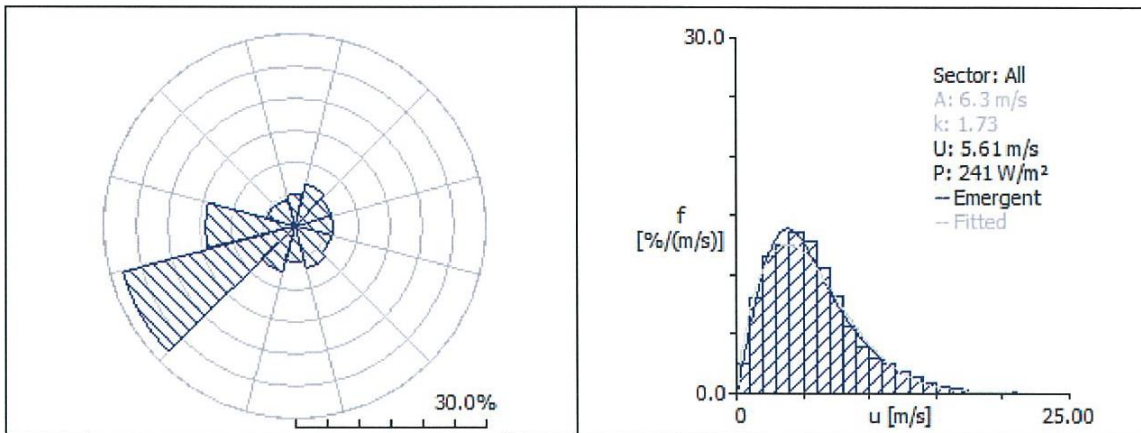 30.0%
30.0
Sector: All
A: 6.3 m/s
k: 1.73
U: 5.61 m/s
P: 241 W/m²
-- Emergent
-- Fitted
f
[%/(m/s)]
0.0
0
u [m/s]
25.00